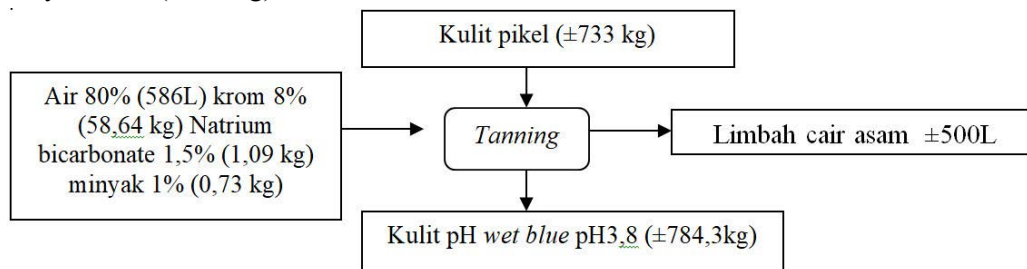 Kulit pikel (±733 kg)
Air 80% (586L) krom 8%
(58,64 kg) Natrium
bicarbonate 1,5% (1,09 kg)
minyak 1% (0,73 kg)
Tanning
Limbah cair asam ±500L
Kulit pH wet blue pH3,8 (±784,3kg)